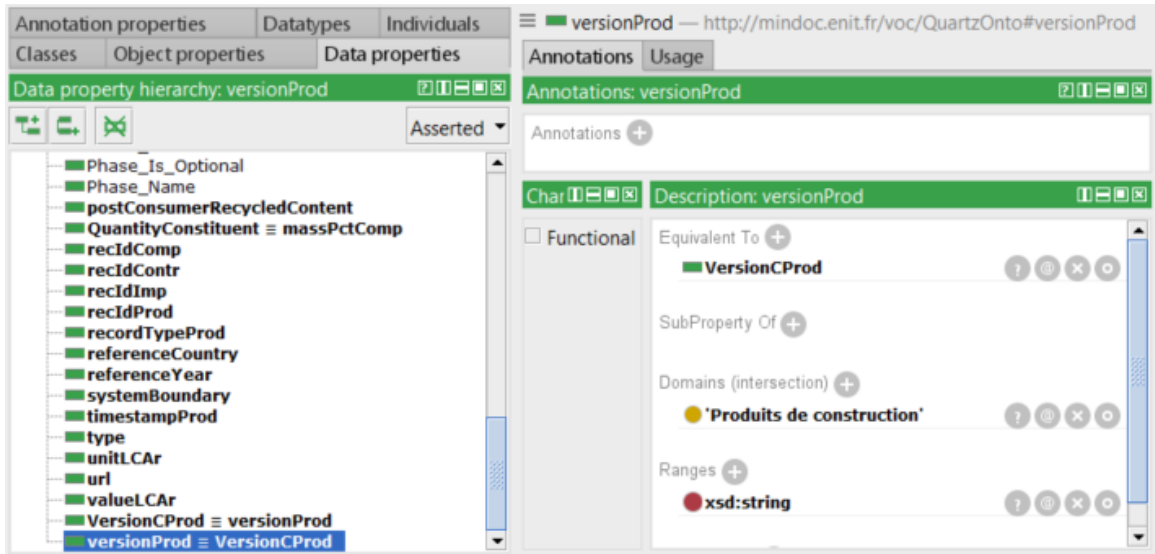 Annotation properties Datatypes Individuals
Classes Object properties Data properties
Data property hierarchy: versionProd
Asserted
Phase_Is_Optional
Phase_Name
postConsumerRecycledContent
QuantityConstituent ≡ massPctComp
recIdComp
recIdContr
recIdImp
recIdProd
recordTypeProd
referenceCountry
referenceYear
systemBoundary
timestampProd
type
unitLCAr
url
valueLCAr
VersionCProd ≡ versionProd
versionProd ≡ VersionCProd
versionProd — http://mindoc.enit.fr/voc/QuartzOnto#versionProd
Annotations Usage
Annotations: versionProd
Annotations
Char
Functional
Description: versionProd
Equivalent To
VersionCProd
SubProperty Of
Domains (intersection)
'Produits de construction'
Ranges
xsd:string